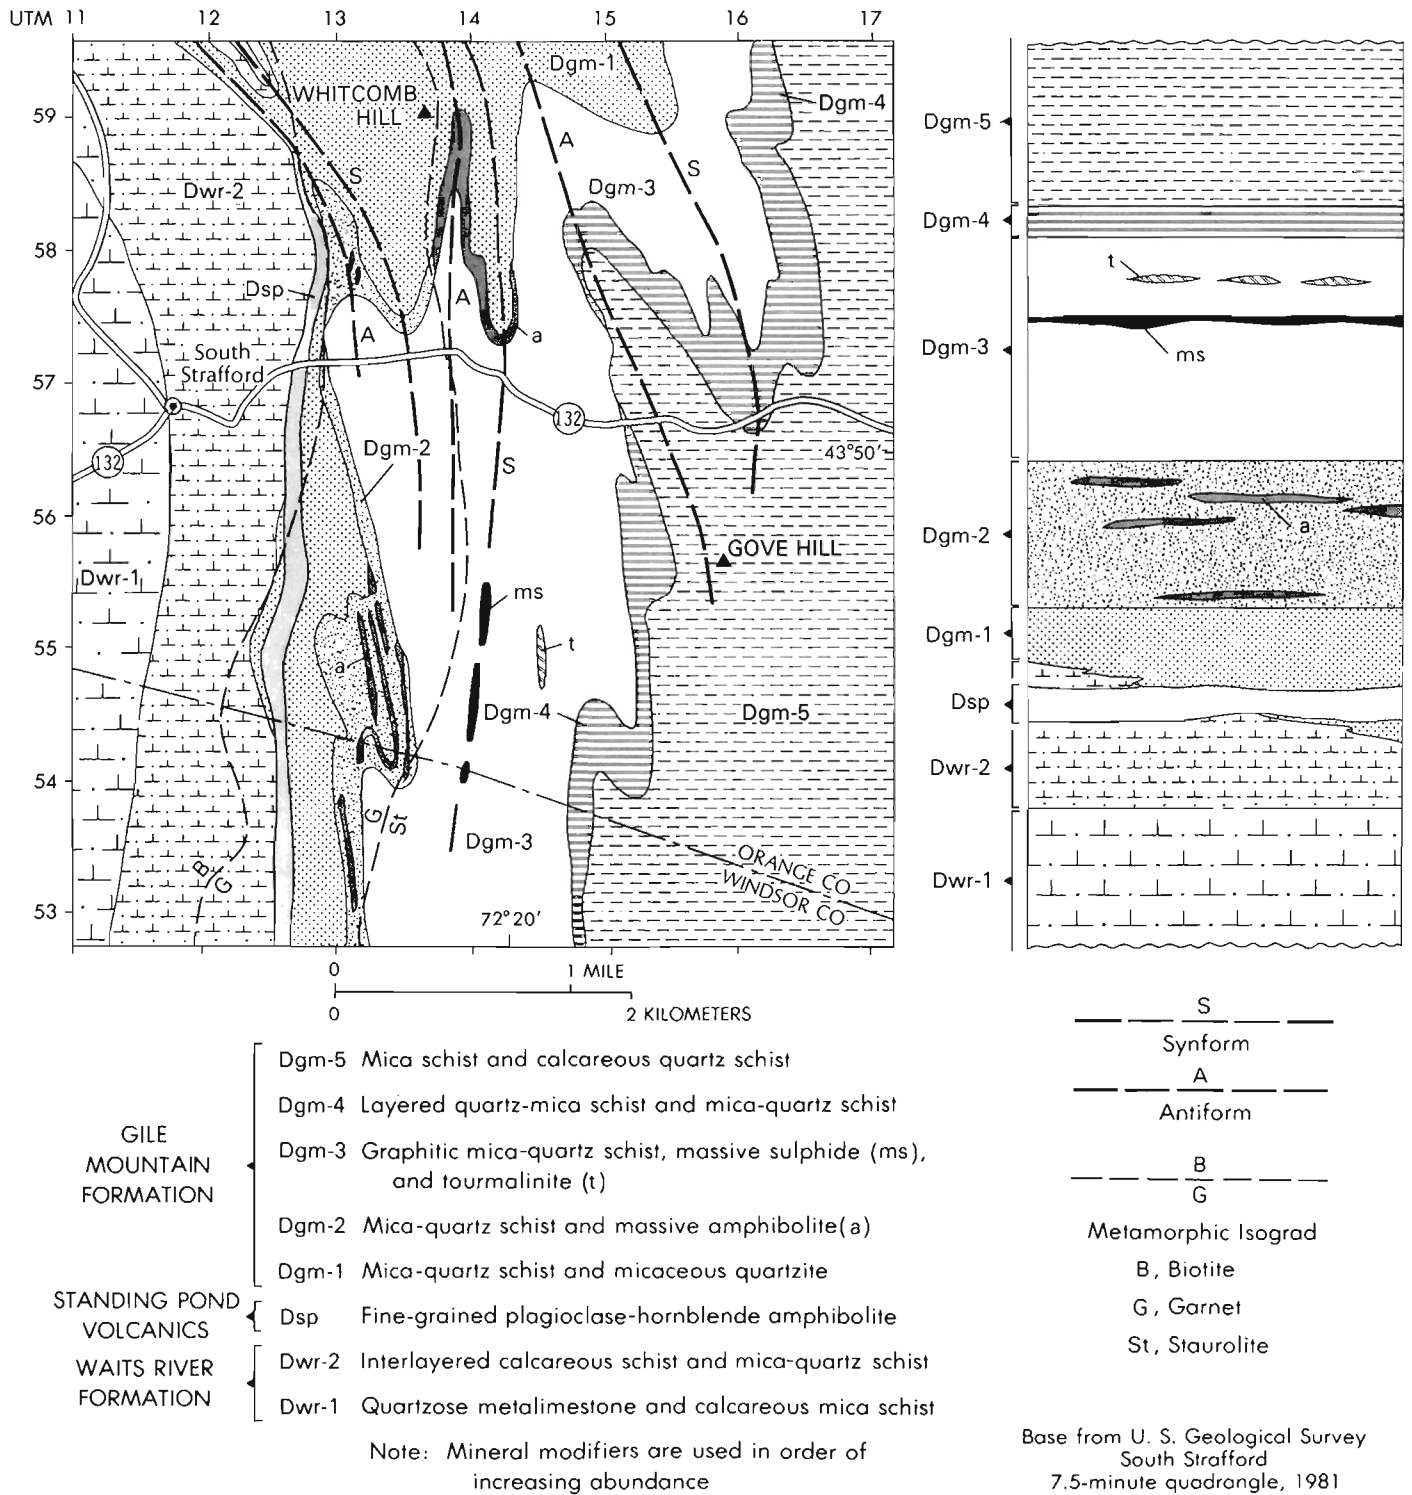 UTM 11 12 13 14 15 16 17
59
58
57
56
55
54
53
WHITCOMB
HILL
Dgm-1
Dgm-4
A
S
S
A
Dwr-2
Dgm-3
Dsp
A
A
a
South
Strafford
132
132
43°50'
Dgm-2
S
GOVE HILL
Dwr-1
ms
t
a
Dgm-4
Dgm-5
G
St
B
G
Dgm-3
ORANGE CO
WINDSOR CO
72°20'
0 1 MILE
0 2 KILOMETERS
Dgm-5
Dgm-4
t
Dgm-3
ms
Dgm-2
a
Dgm-1
Dsp
Dwr-2
Dwr-1
S
Synform
A
Antiform
B
G
Metamorphic Isograd
B, Biotite
G, Garnet
St, Staurolite
GILE
MOUNTAIN
FORMATION
Dgm-5 Mica schist and calcareous quartz schist
Dgm-4 Layered quartz-mica schist and mica-quartz schist
Dgm-3 Graphitic mica-quartz schist, massive sulphide (ms),
and tourmalinite (t)
Dgm-2 Mica-quartz schist and massive amphibolite(a)
Dgm-1 Mica-quartz schist and micaceous quartzite
STANDING POND
VOLCANICS
Dsp Fine-grained plagioclase-hornblende amphibolite
WAITS RIVER
FORMATION
Dwr-2 Interlayered calcareous schist and mica-quartz schist
Dwr-1 Quartzose metalimestone and calcareous mica schist
Note: Mineral modifiers are used in order of
increasing abundance
Base from U. S. Geological Survey
South Strafford
7.5-minute quadrangle, 1981